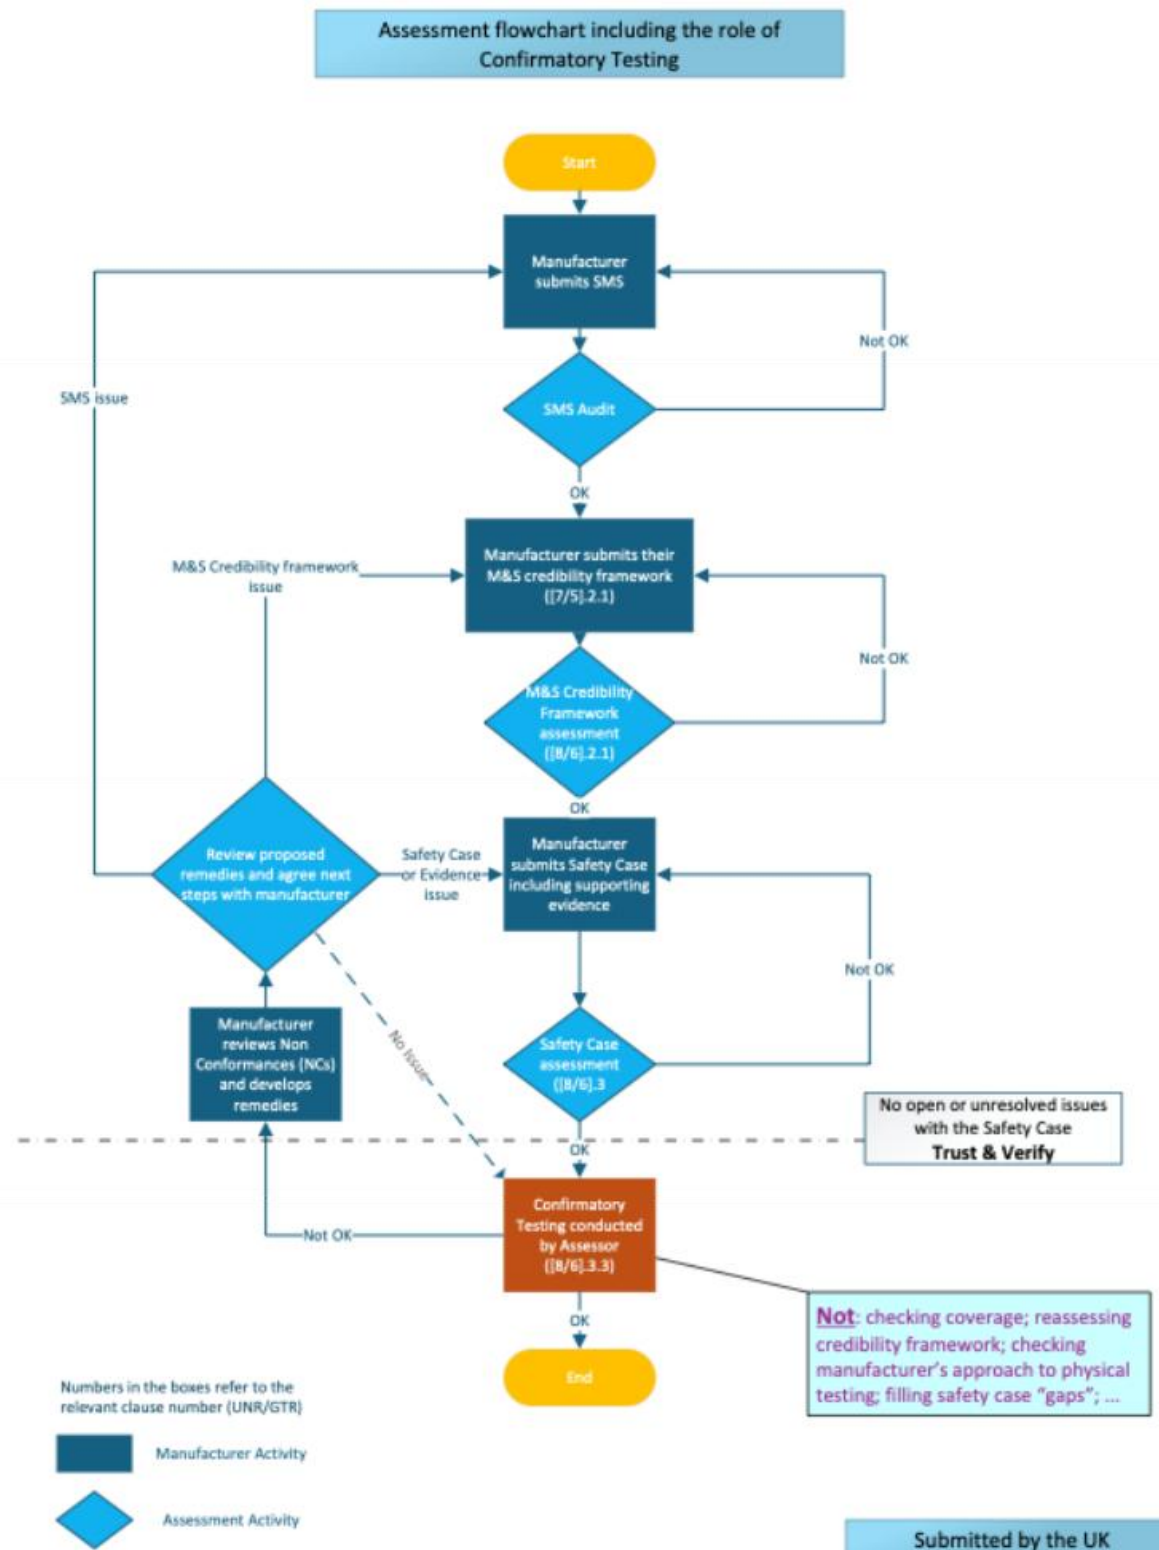 Assessment flowchart including the role of
Confirmatory Testing
Start
Manufacturer
submits SMS
Not OK
SMS issue
SMS Audit
OK
Manufacturer submits their
M&S credibility framework
([7/5].2.1)
M&S Credibility framework
issue
Not OK
M&S Credibility
Framework
assessment
([8/6].2.1)
OK
Manufacturer
submits Safety Case
including supporting
evidence
Safety Case
or Evidence
issue
Review proposed
remedies and agree next
steps with manufacturer
Not OK
Manufacturer
reviews Non
Conformances (NCs)
and develops
remedies
No Issue
Safety Case
assessment
([8/6].3
No open or unresolved issues
with the Safety Case
Trust & Verify
OK
Confirmatory
Testing conducted
by Assessor
([8/6].3.3)
Not OK
OK
Not: checking coverage; reassessing
credibility framework; checking
manufacturer's approach to physical
testing; filling safety case "gaps"; ...
End
Numbers in the boxes refer to the
relevant clause number (UNR/GTR)
Manufacturer Activity
Assessment Activity
Submitted by the UK